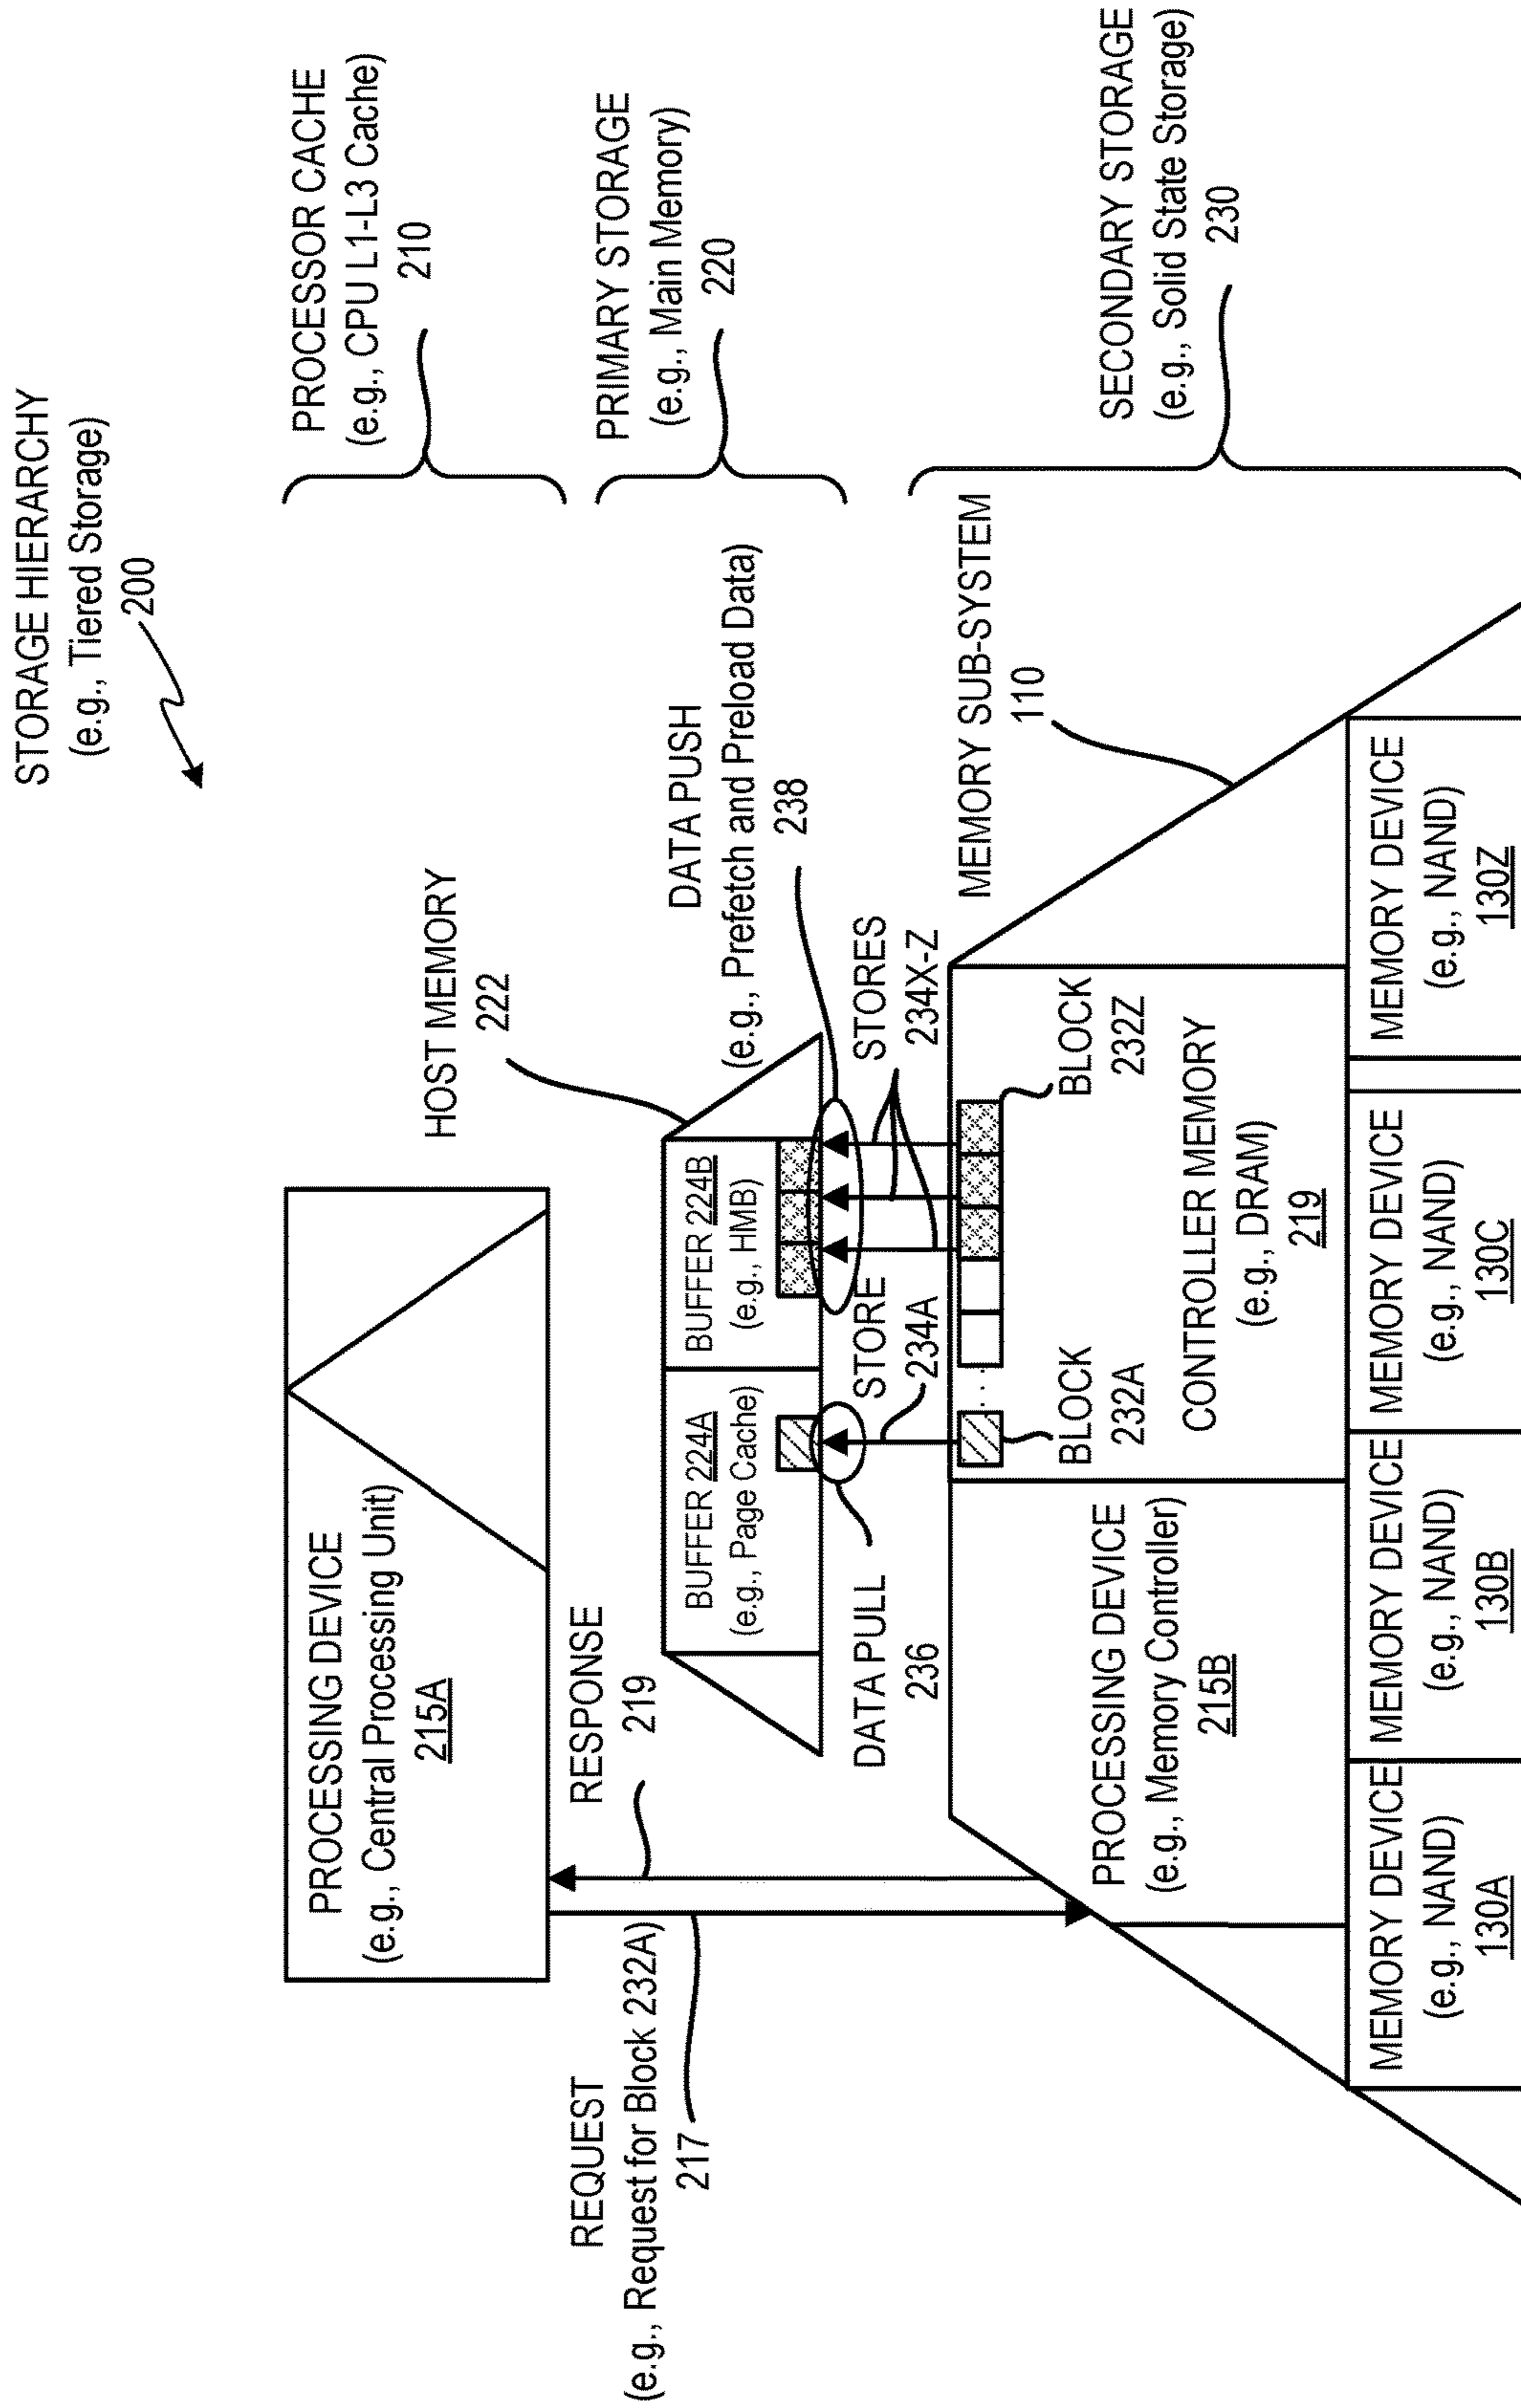 STORAGE HIERARCHY
(e.g., Tiered Storage)
200
PROCESSOR CACHE
(e.g., CPU L1-L3 Cache)
210
PROCESSING DEVICE
(e.g., Central Processing Unit)
215A
PRIMARY STORAGE
(e.g., Main Memory)
220
HOST MEMORY
222
REQUEST
(e.g., Request for Block 232A)
217
RESPONSE
219
BUFFER 224A
(e.g., Page Cache)
BUFFER 224B
(e.g., HMB)
DATA PUSH
(e.g., Prefetch and Preload Data)
238
DATA PULL
236
STORE
234A
STORES
234X-Z
SECONDARY STORAGE
(e.g., Solid State Storage)
230
MEMORY SUB-SYSTEM
110
PROCESSING DEVICE
(e.g., Memory Controller)
215B
. . .
BLOCK
232A
BLOCK
232Z
CONTROLLER MEMORY
(e.g., DRAM)
219
MEMORY DEVICE
(e.g., NAND)
130A
MEMORY DEVICE
(e.g., NAND)
130B
MEMORY DEVICE
(e.g., NAND)
130C
MEMORY DEVICE
(e.g., NAND)
130Z